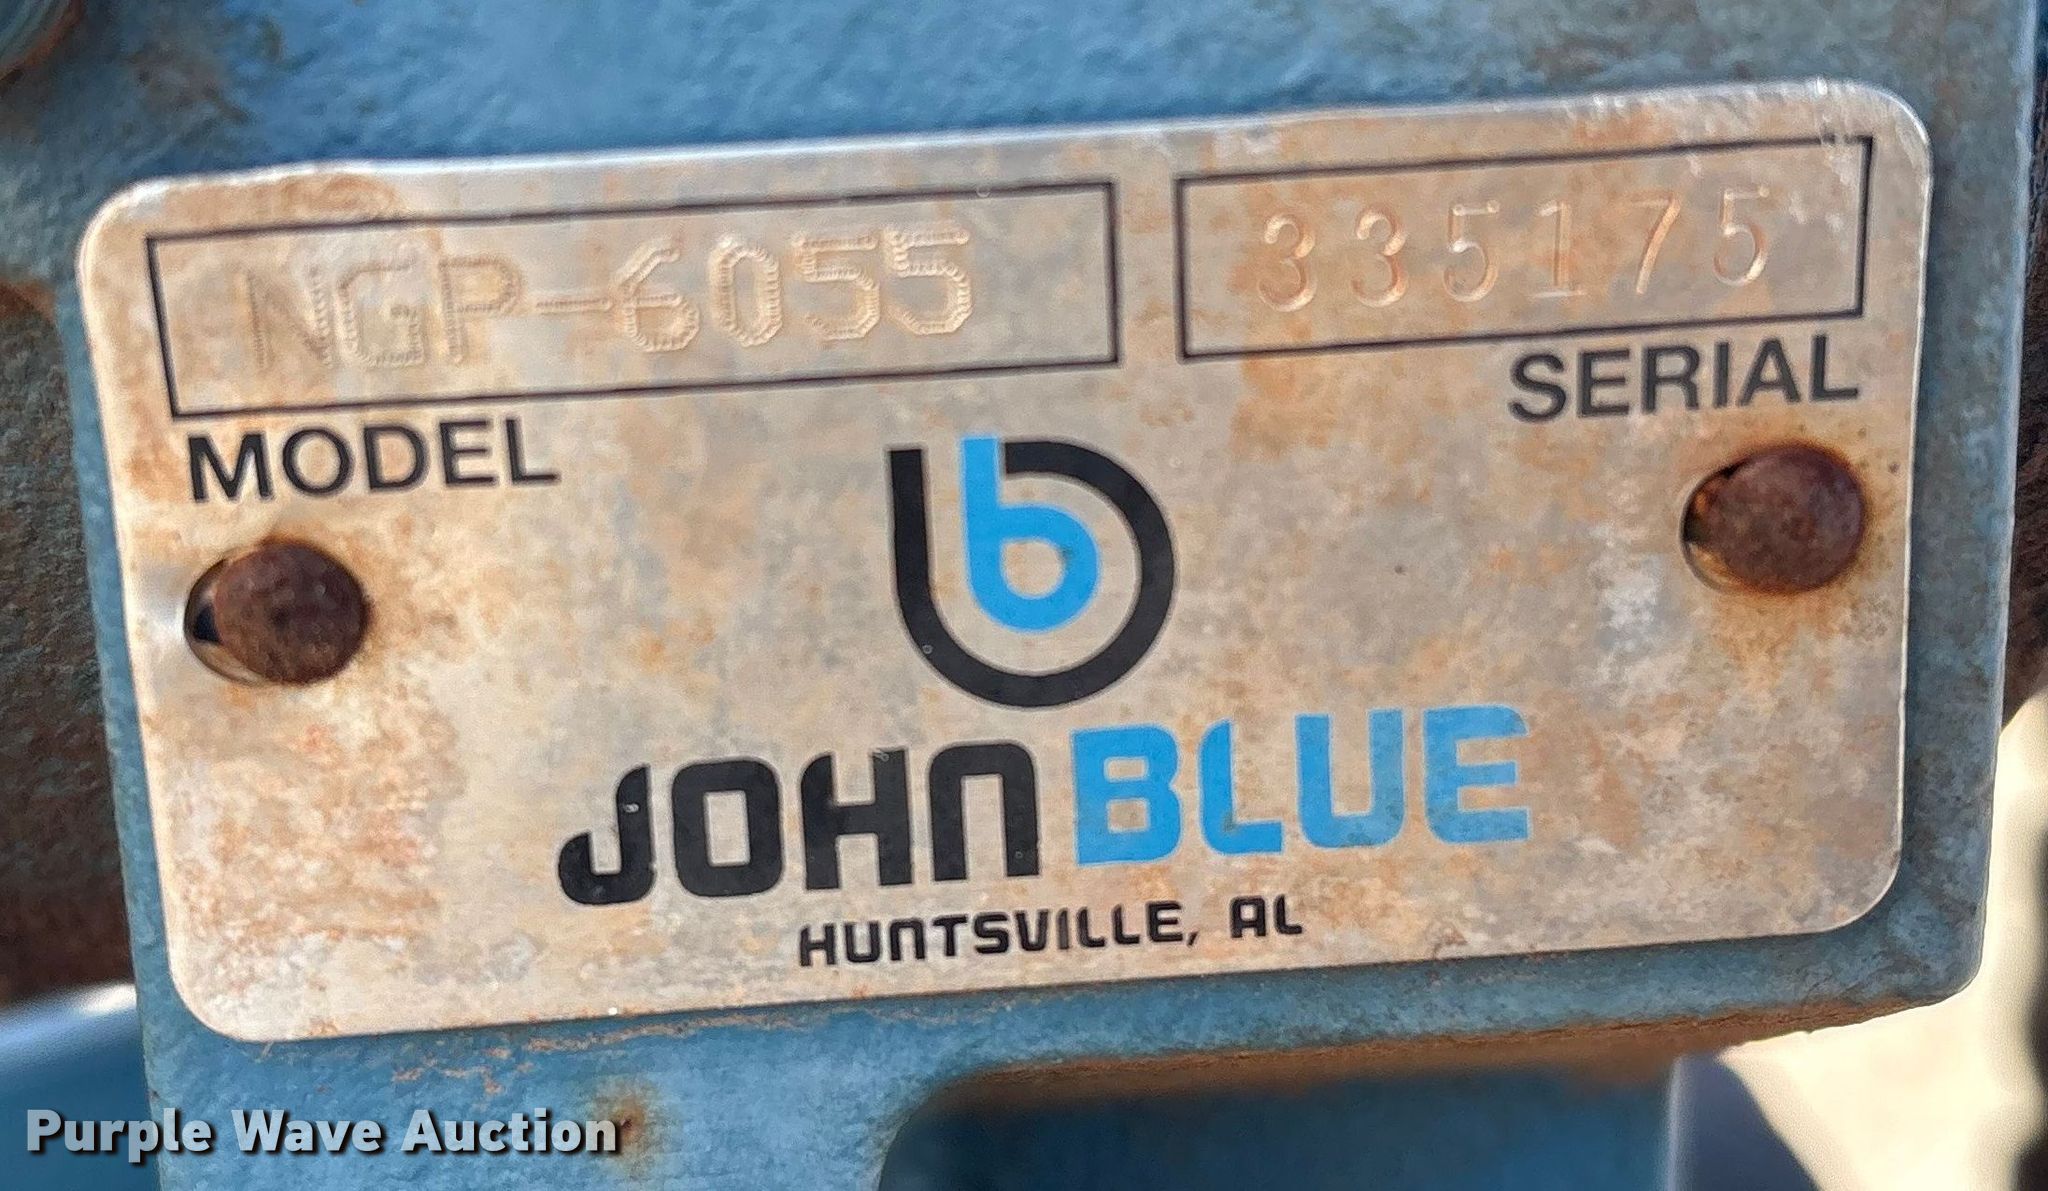 NGP-6055 335175
MODEL SERIAL
b
JOHN BLUE
HUNTSVILLE, AL
Purple Wave Auction